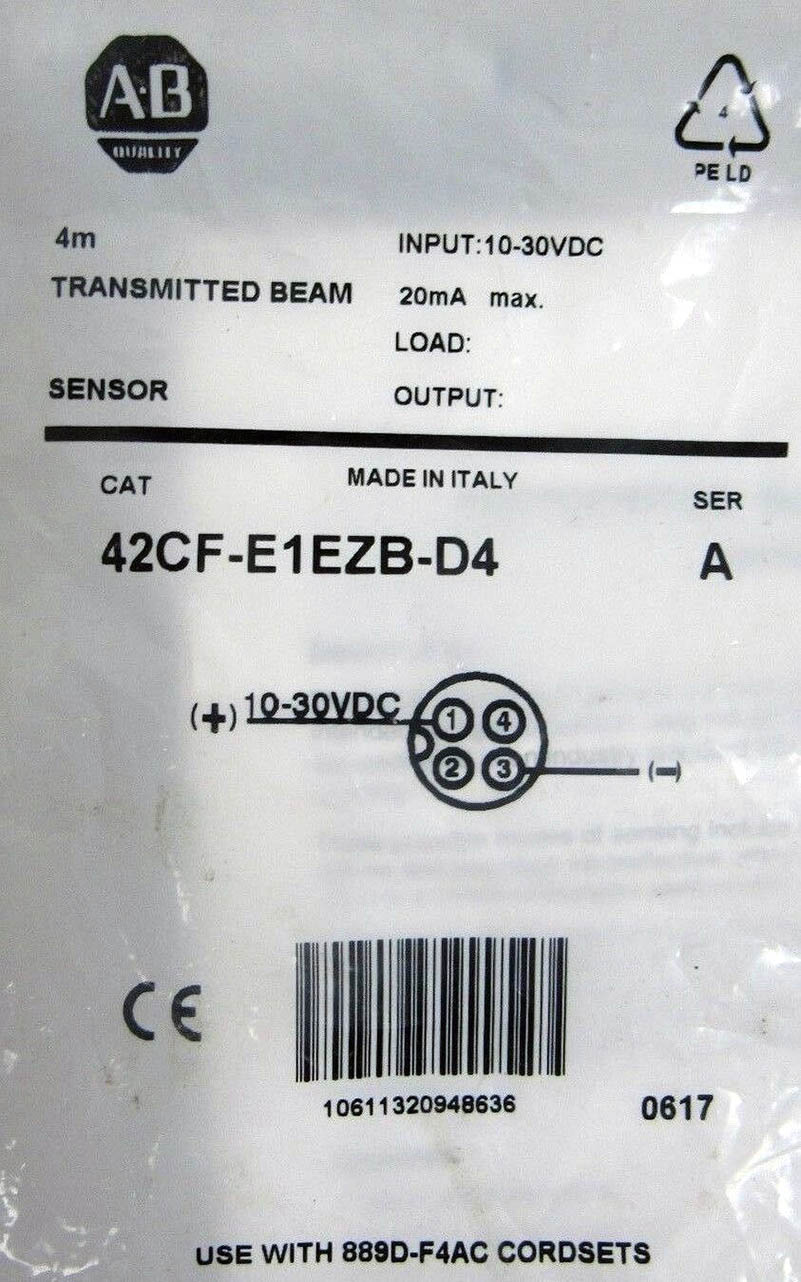 A·B
QUALITY
4
PE LD
4m
INPUT:10-30VDC
TRANSMITTED BEAM
20mA max.
LOAD:
SENSOR
OUTPUT:
CAT
MADE IN ITALY
SER
42CF-E1EZB-D4
A
(+) 10-30VDC
1 4
2 3
(-)
CE
10611320948636
0617
USE WITH 889D-F4AC CORDSETS